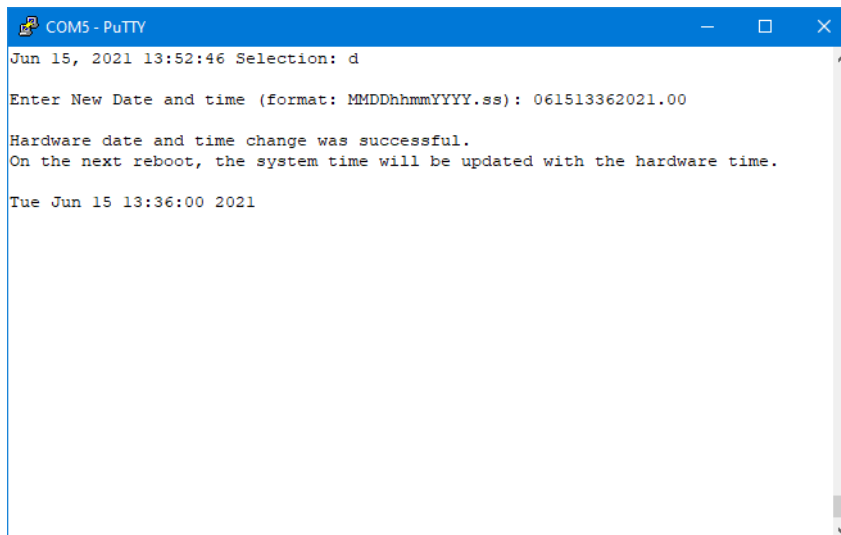 COM5 - PuTTY
Jun 15, 2021 13:52:46 Selection: d
Enter New Date and time (format: MMDDhhmmYYYY.ss): 061513362021.00
Hardware date and time change was successful.
On the next reboot, the system time will be updated with the hardware time.
Tue Jun 15 13:36:00 2021